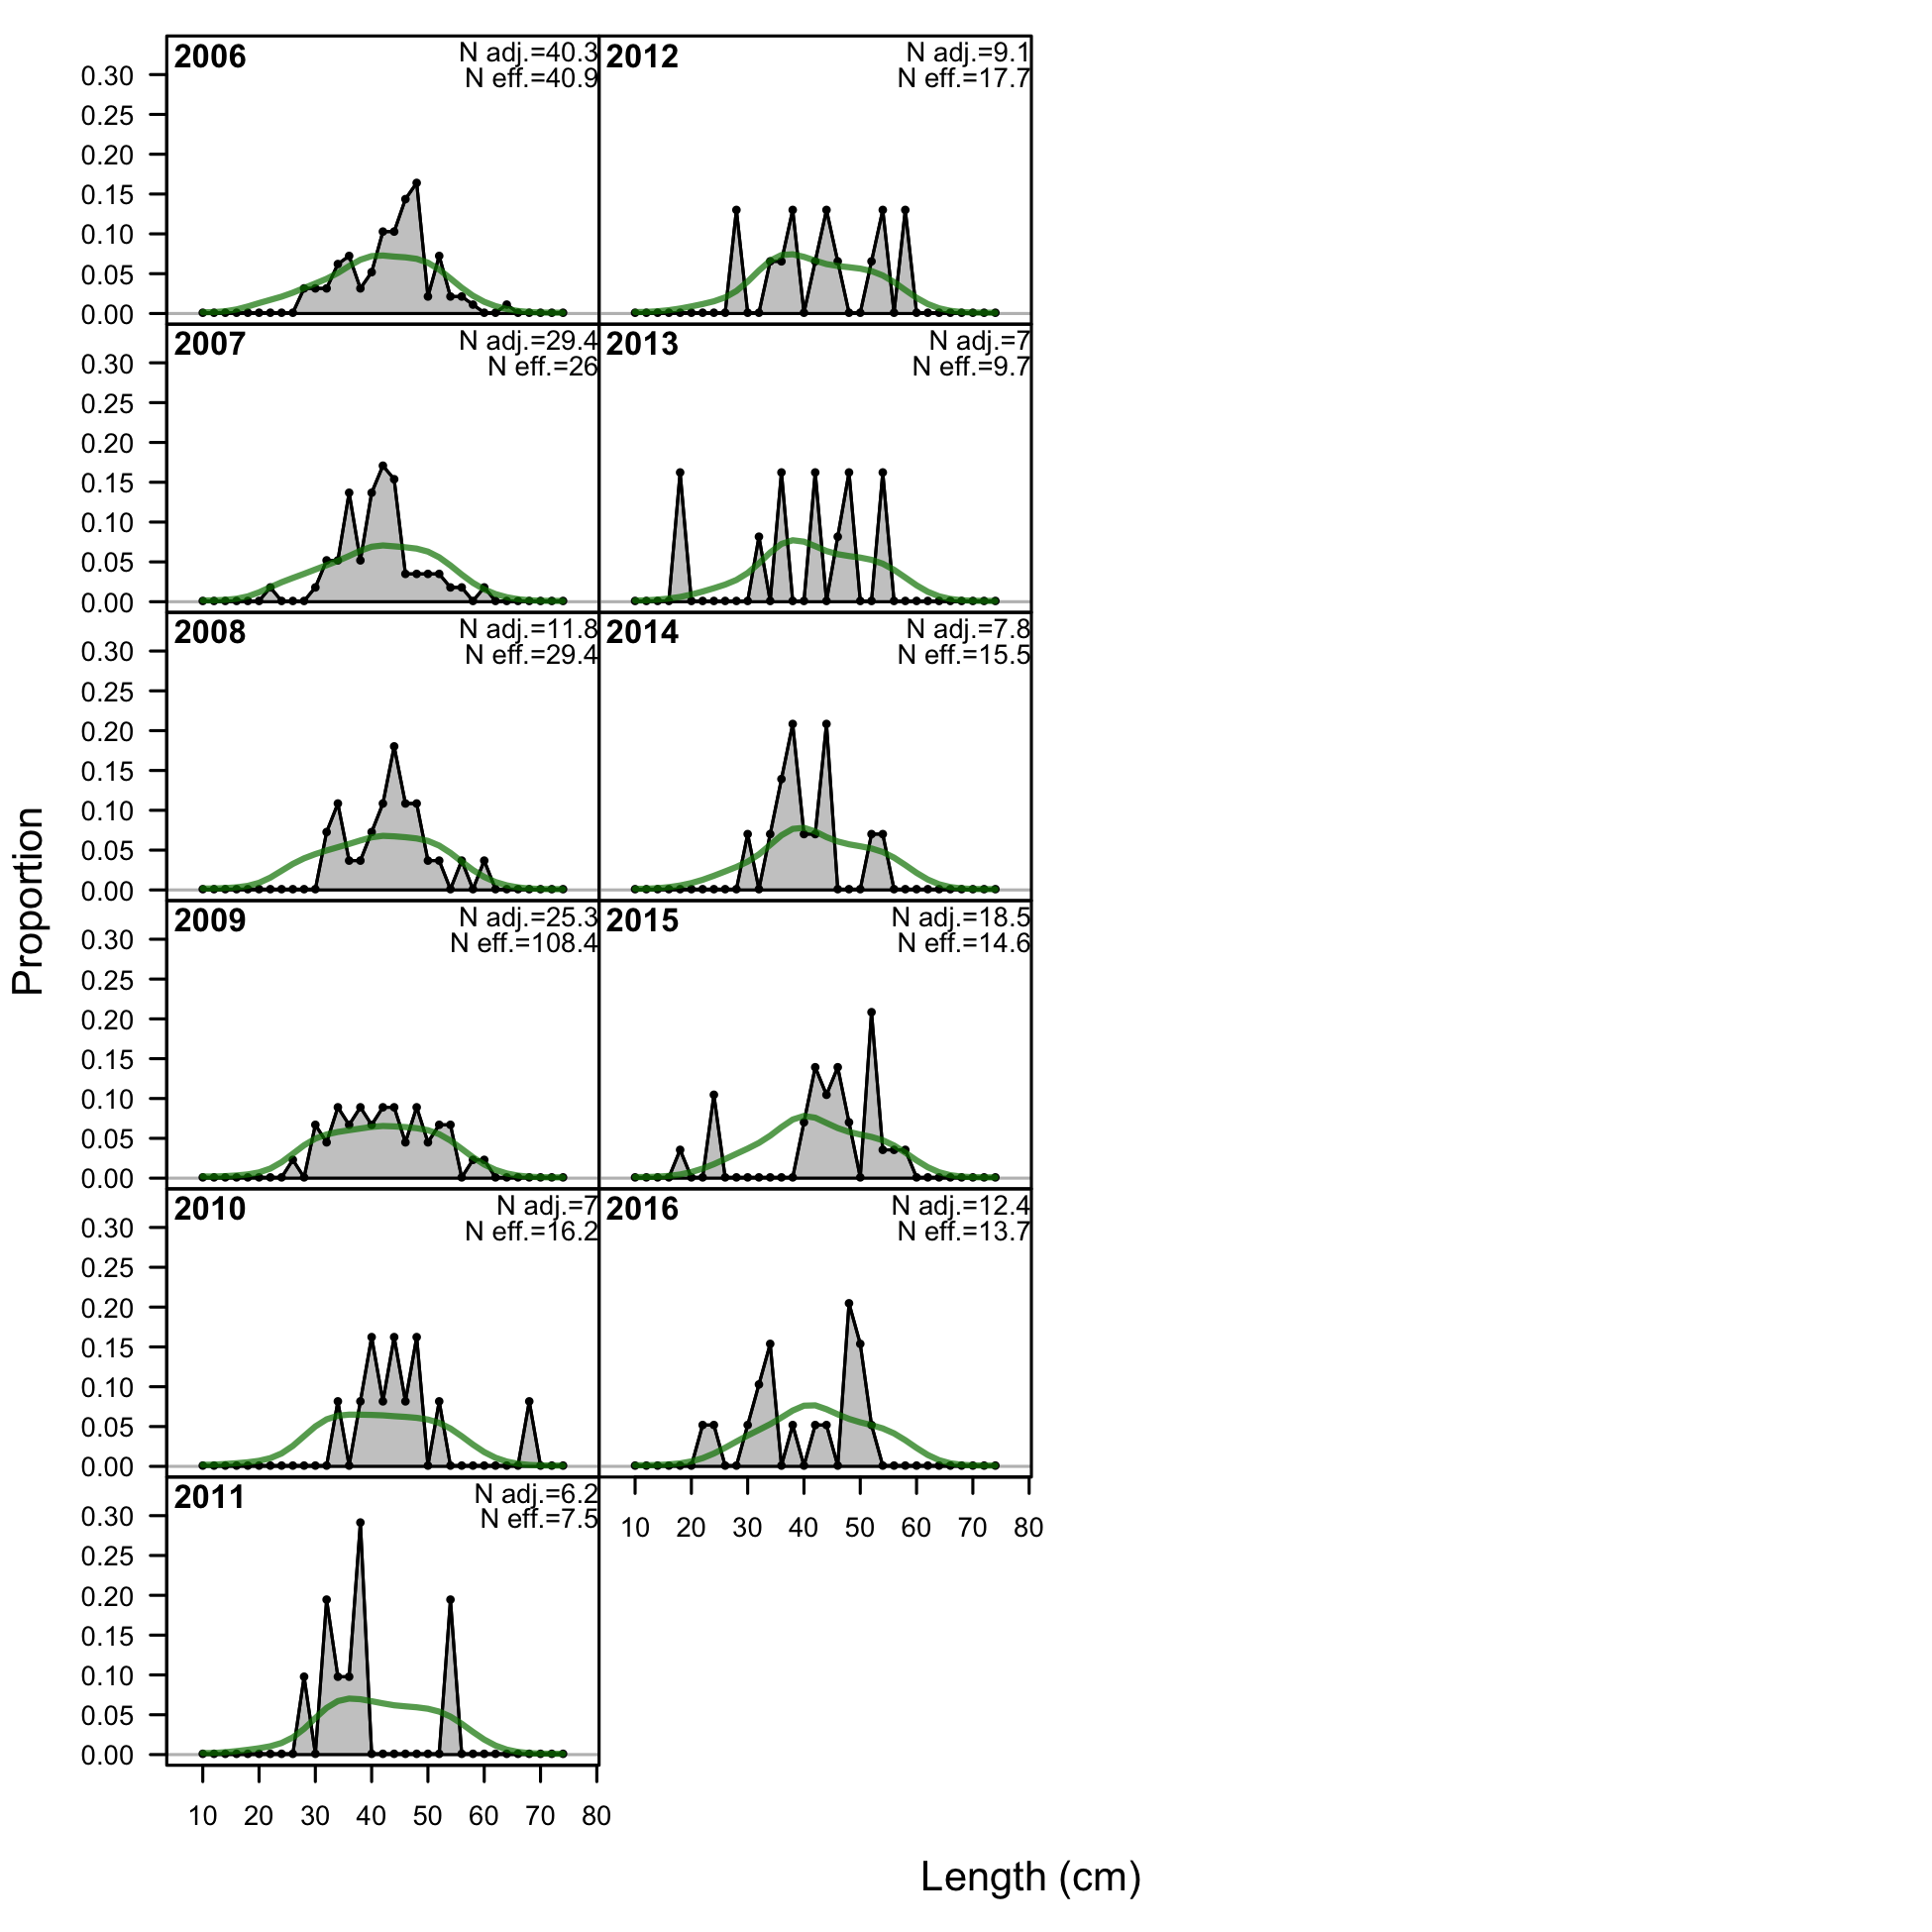 Proportion
2006
N adj.=40.3
N eff.=40.9
0.30
0.25
0.20
0.15
0.10
0.05
0.00
2012
N adj.=9.1
N eff.=17.7
2007
N adj.=29.4
N eff.=26
0.30
0.25
0.20
0.15
0.10
0.05
0.00
2013
N adj.=7
N eff.=9.7
2008
N adj.=11.8
N eff.=29.4
0.30
0.25
0.20
0.15
0.10
0.05
0.00
2014
N adj.=7.8
N eff.=15.5
2009
N adj.=25.3
N eff.=108.4
0.30
0.25
0.20
0.15
0.10
0.05
0.00
2015
N adj.=18.5
N eff.=14.6
2010
N adj.=7
N eff.=16.2
0.30
0.25
0.20
0.15
0.10
0.05
0.00
2016
N adj.=12.4
N eff.=13.7
10 20 30 40 50 60 70 80
2011
N adj.=6.2
N eff.=7.5
0.30
0.25
0.20
0.15
0.10
0.05
0.00
10 20 30 40 50 60 70 80
Length (cm)